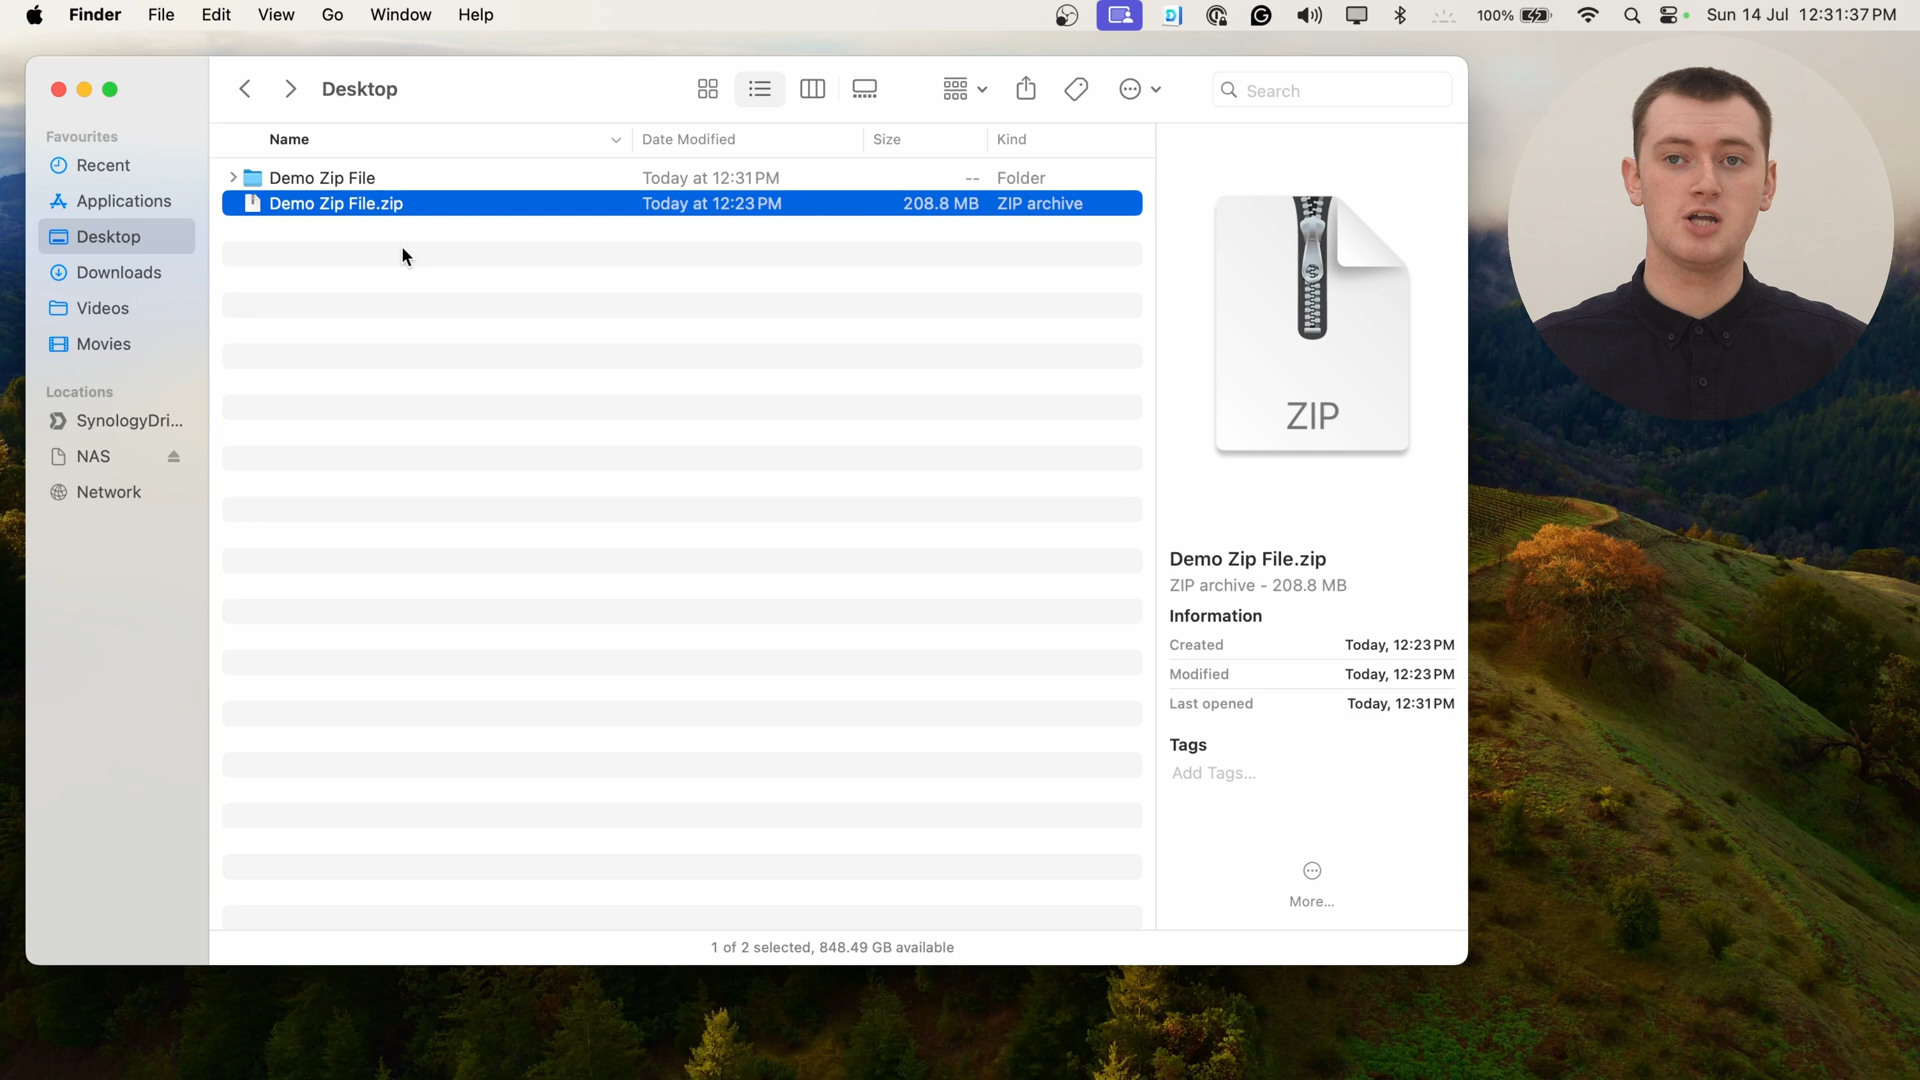 Finder File Edit View Go Window Help 100% Sun 14 Jul 12:31:37 PM
Desktop
Search
Favourites
Recent
Applications
Desktop
Downloads
Videos
Movies
Locations
SynologyDri...
NAS
Network
Name Date Modified Size Kind
Demo Zip File Today at 12:31 PM -- Folder
Demo Zip File.zip Today at 12:23 PM 208.8 MB ZIP archive
ZIP
Demo Zip File.zip
ZIP archive - 208.8 MB
Information
Created Today, 12:23 PM
Modified Today, 12:23 PM
Last opened Today, 12:31 PM
Tags
Add Tags...
More...
1 of 2 selected, 848.49 GB available